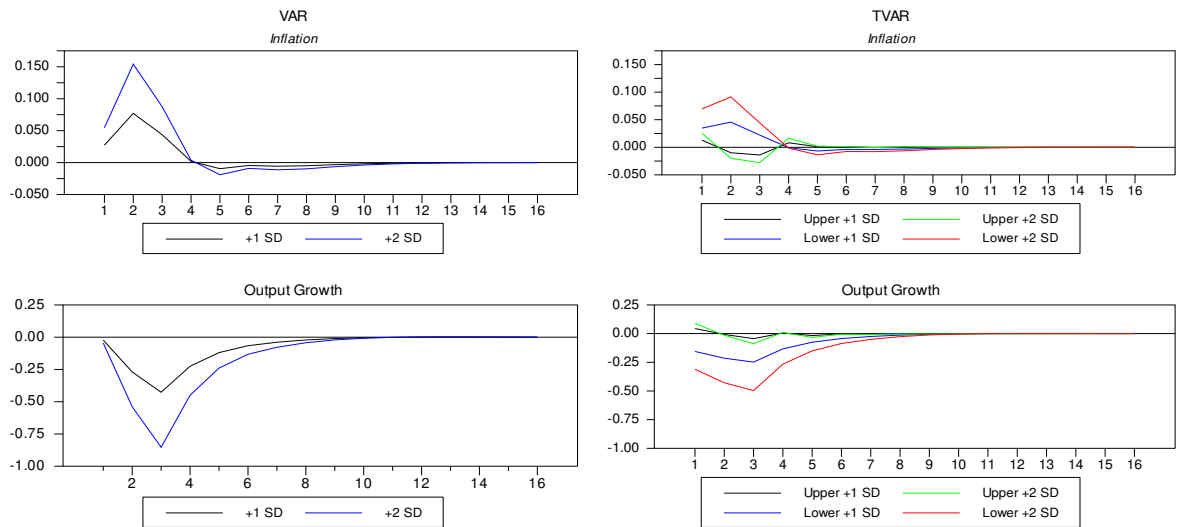 VAR
Inflation
0.150
0.100
0.050
0.000
-0.050
1 2 3 4 5 6 7 8 9 10 11 12 13 14 15 16
+1 SD +2 SD
TVAR
Inflation
0.150
0.100
0.050
0.000
-0.050
1 2 3 4 5 6 7 8 9 10 11 12 13 14 15 16
Upper +1 SD Upper +2 SD
Lower +1 SD Lower +2 SD
Output Growth
0.25
0.00
-0.25
-0.50
-0.75
-1.00
2 4 6 8 10 12 14 16
+1 SD +2 SD
Output Growth
0.25
0.00
-0.25
-0.50
-0.75
-1.00
1 2 3 4 5 6 7 8 9 10 11 12 13 14 15 16
Upper +1 SD Upper +2 SD
Lower +1 SD Lower +2 SD